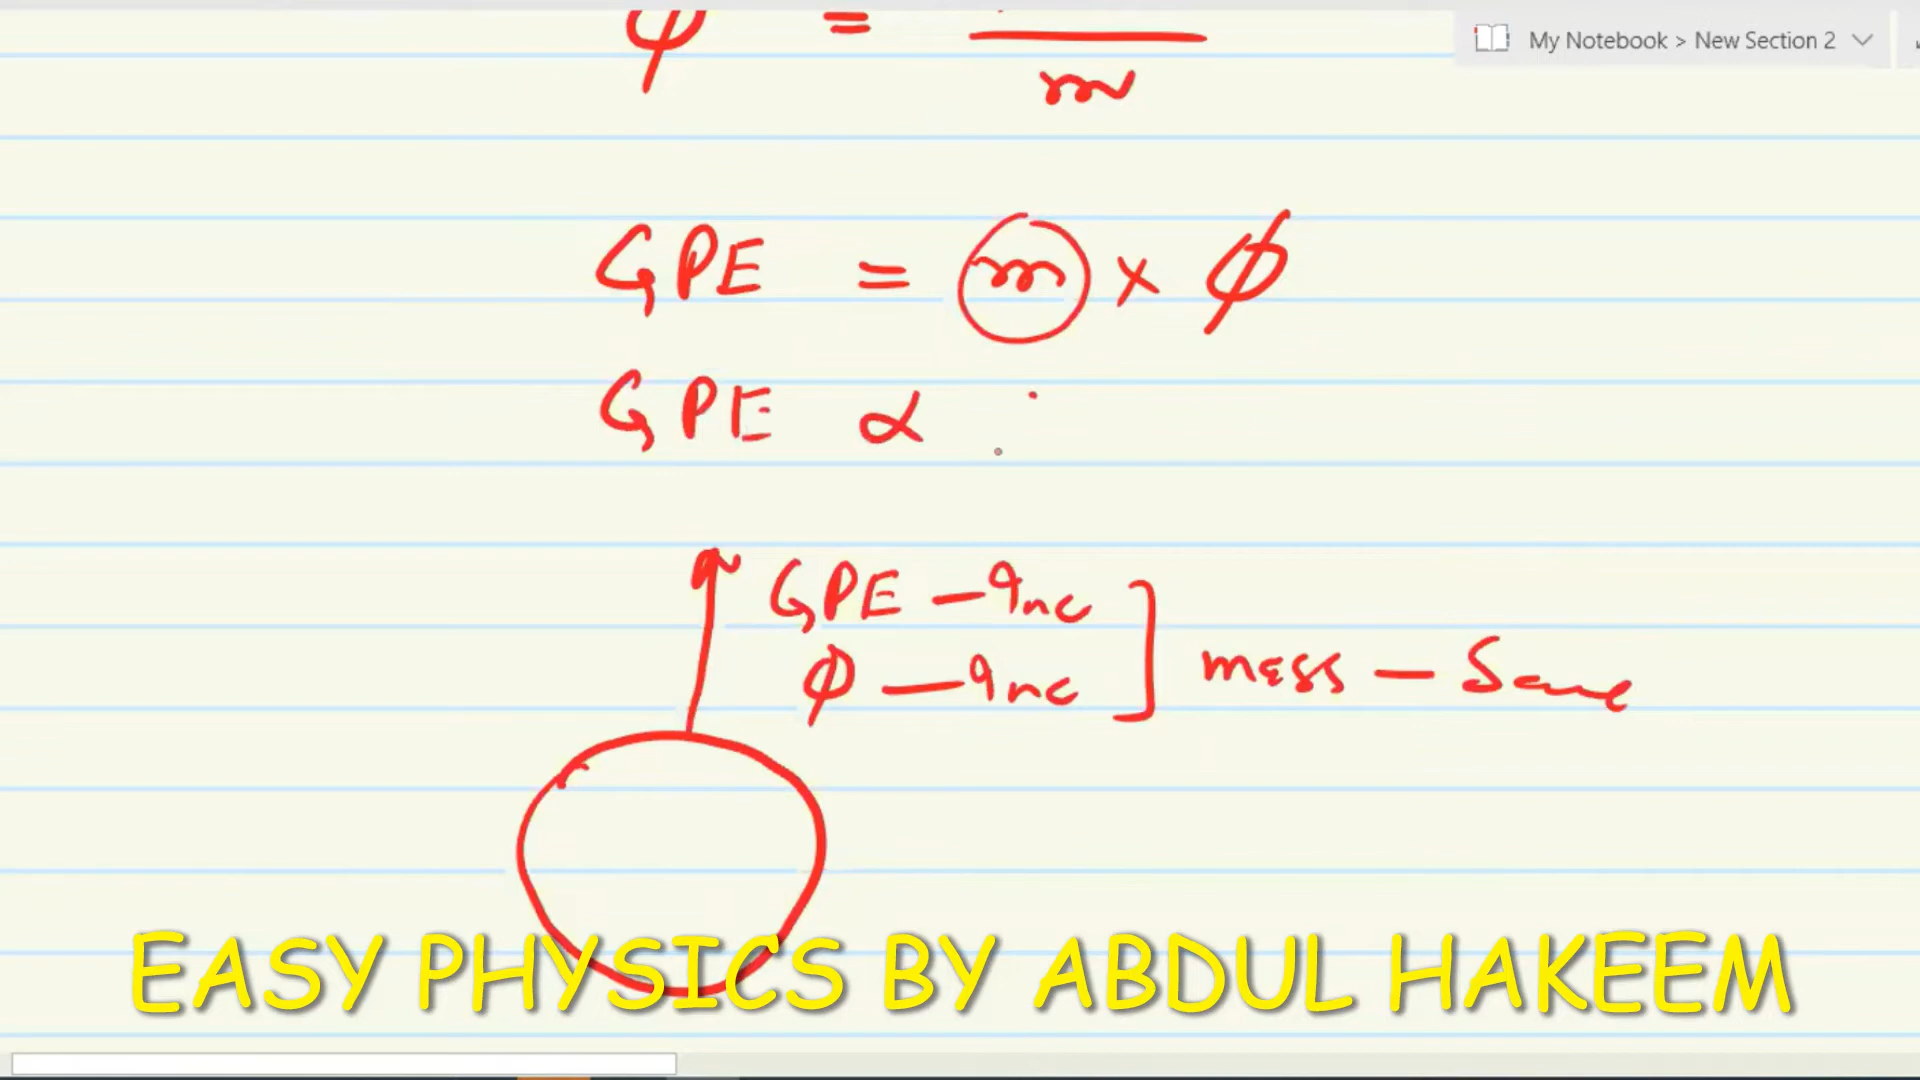 My Notebook > New Section 2
ϕ =
m
GPE = m × ϕ
GPE α
GPE – Inc
ϕ – Inc
mass – Same
EASY PHYSICS BY ABDUL HAKEEM